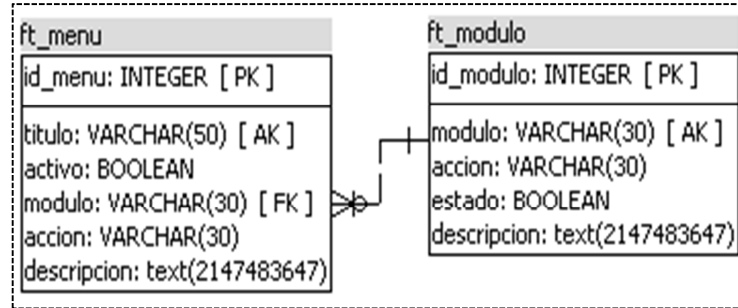 ft_menu
id_menu: INTEGER [ PK ]
titulo: VARCHAR(50) [ AK ]
activo: BOOLEAN
modulo: VARCHAR(30) [ FK ]
accion: VARCHAR(30)
descripcion: text(2147483647)
ft_modulo
id_modulo: INTEGER [ PK ]
modulo: VARCHAR(30) [ AK ]
accion: VARCHAR(30)
estado: BOOLEAN
descripcion: text(2147483647)